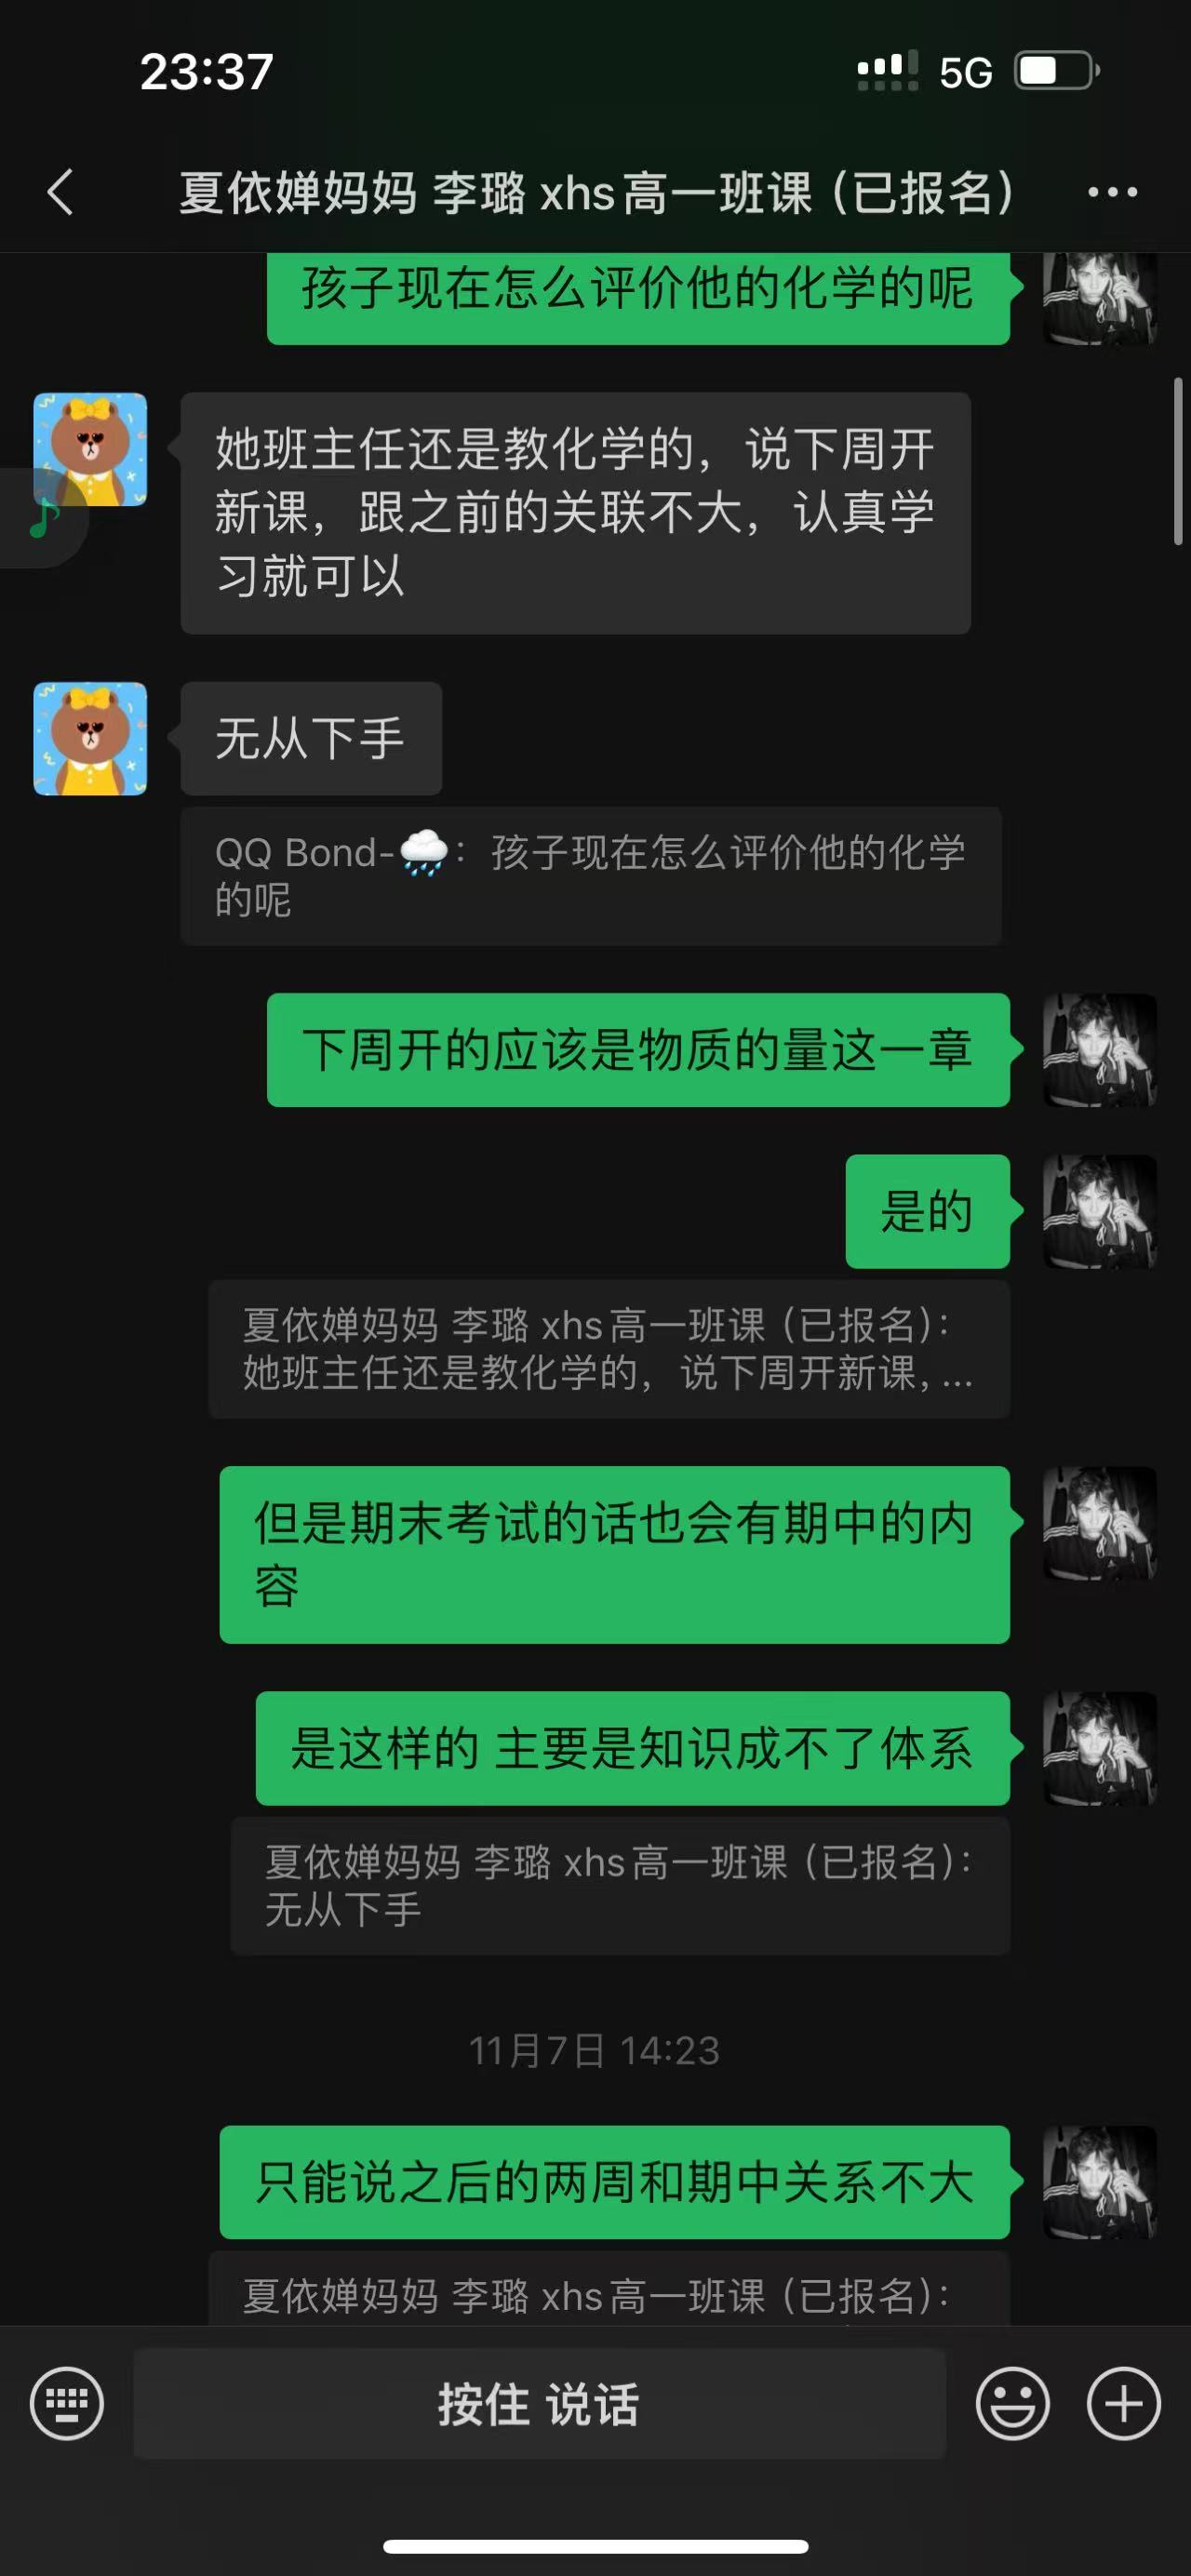 23:37
5G
夏依婵妈妈 李璐 xhs高一班课（已报名）
孩子现在怎么评价他的化学的呢
她班主任还是教化学的，说下周开
新课，跟之前的关联不大，认真学
习就可以
无从下手
QQ Bond-🌧️：孩子现在怎么评价他的化学
的呢
下周开的应该是物质的量这一章
是的
夏依婵妈妈 李璐 xhs高一班课（已报名）：
她班主任还是教化学的，说下周开新课，...
但是期末考试的话也会有期中的内
容
是这样的 主要是知识成不了体系
夏依婵妈妈 李璐 xhs高一班课（已报名）：
无从下手
11月7日 14:23
只能说之后的两周和期中关系不大
夏依婵妈妈 李璐 xhs高一班课（已报名）：
按住 说话